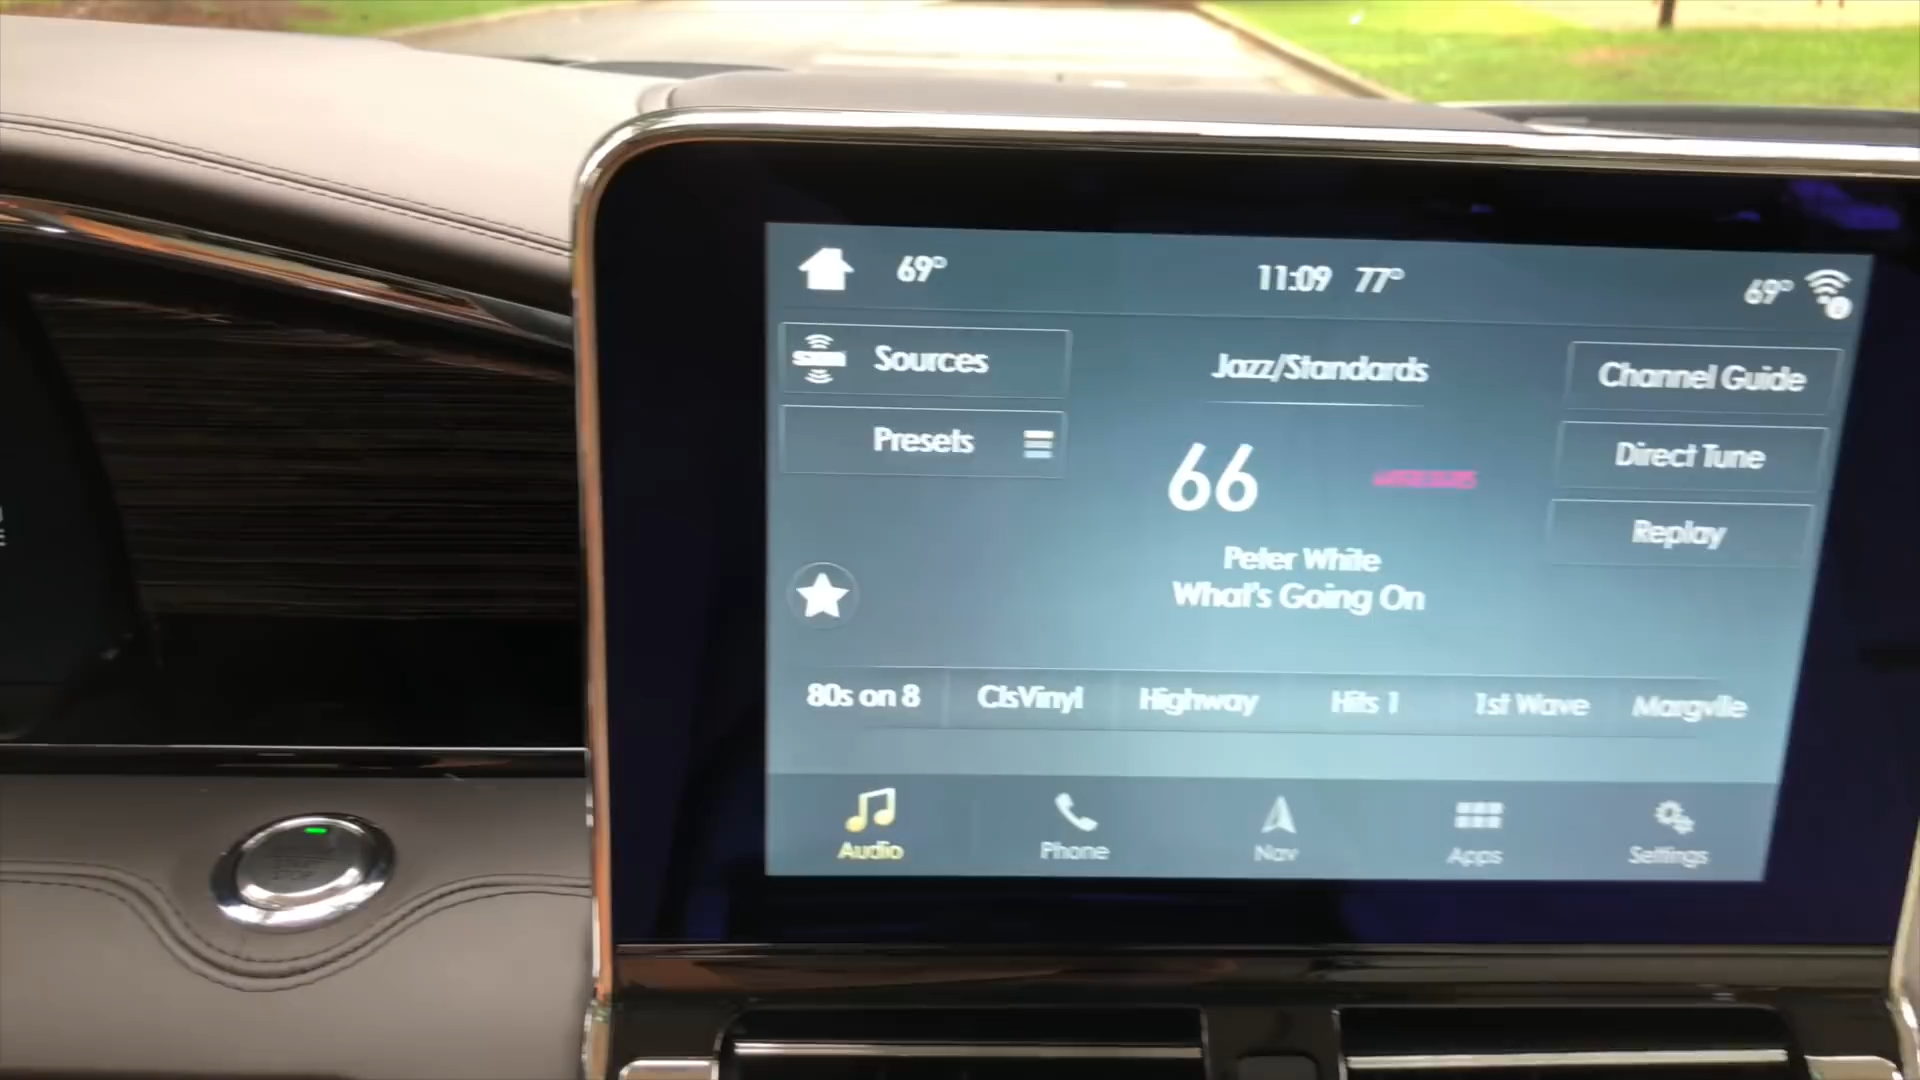 69° 11:09 77° 69°
Sources
Jazz/Standards
Channel Guide
Presets
Direct Tune
66
Replay
Peter White
What's Going On
80s on 8 ClsVinyl Highway Hits 1 1st Wave Margvlle
Audio Phone Nav Apps Settings